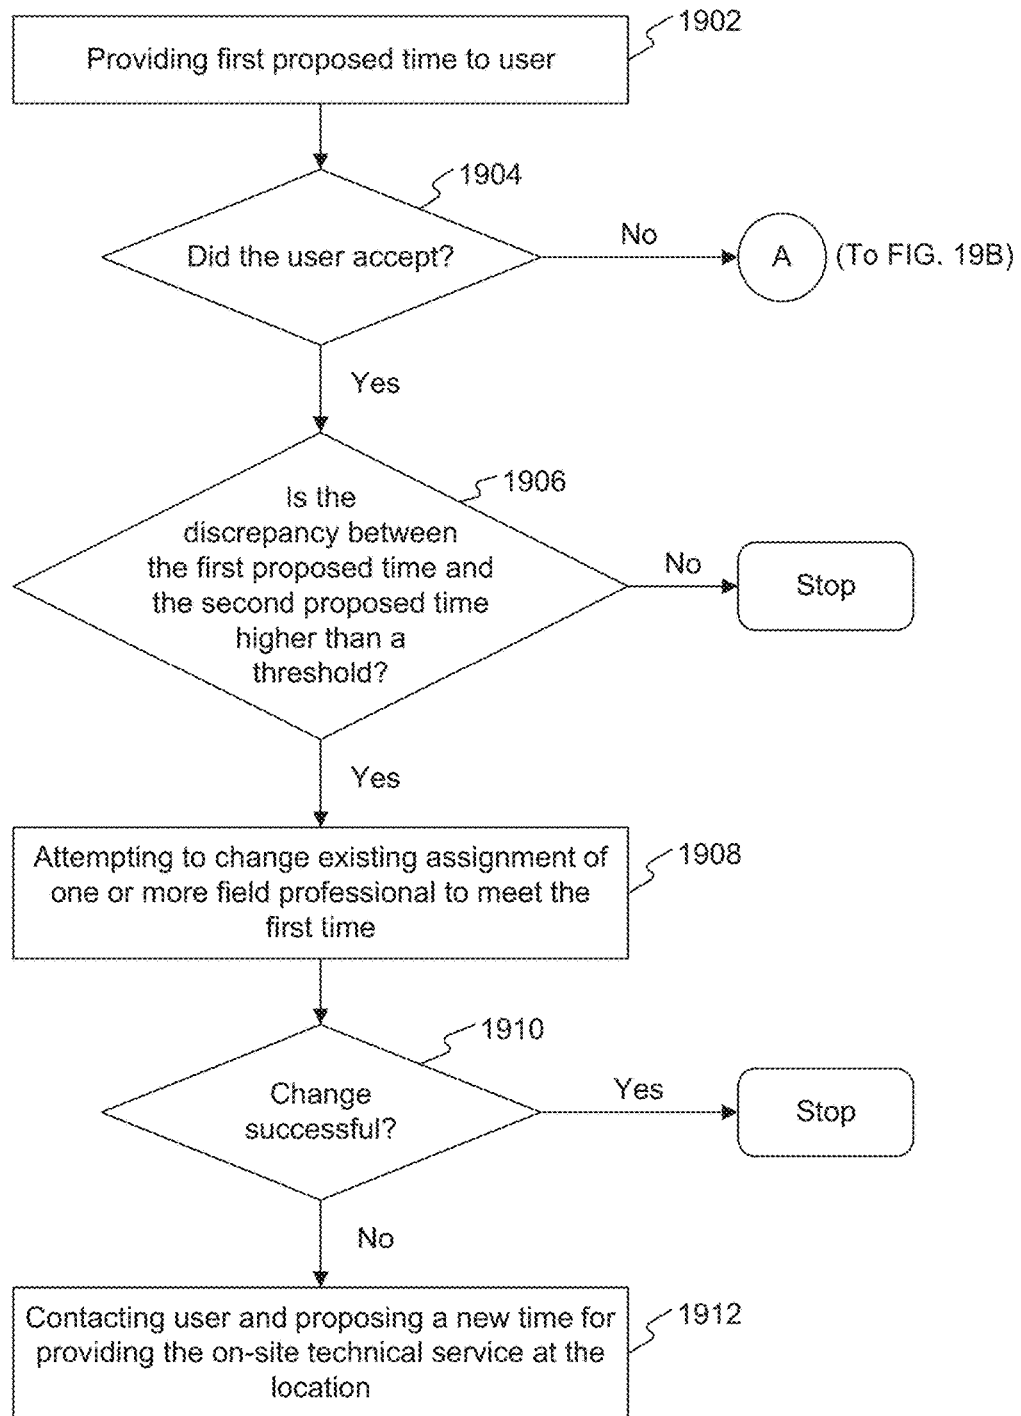 1902
Providing first proposed time to user
1904
Did the user accept?
No
A
(To FIG. 19B)
Yes
1906
Is the
discrepancy between
the first proposed time and
the second proposed time
higher than a
threshold?
No
Stop
Yes
1908
Attempting to change existing assignment of
one or more field professional to meet the
first time
1910
Change
successful?
Yes
Stop
No
1912
Contacting user and proposing a new time for
providing the on-site technical service at the
location